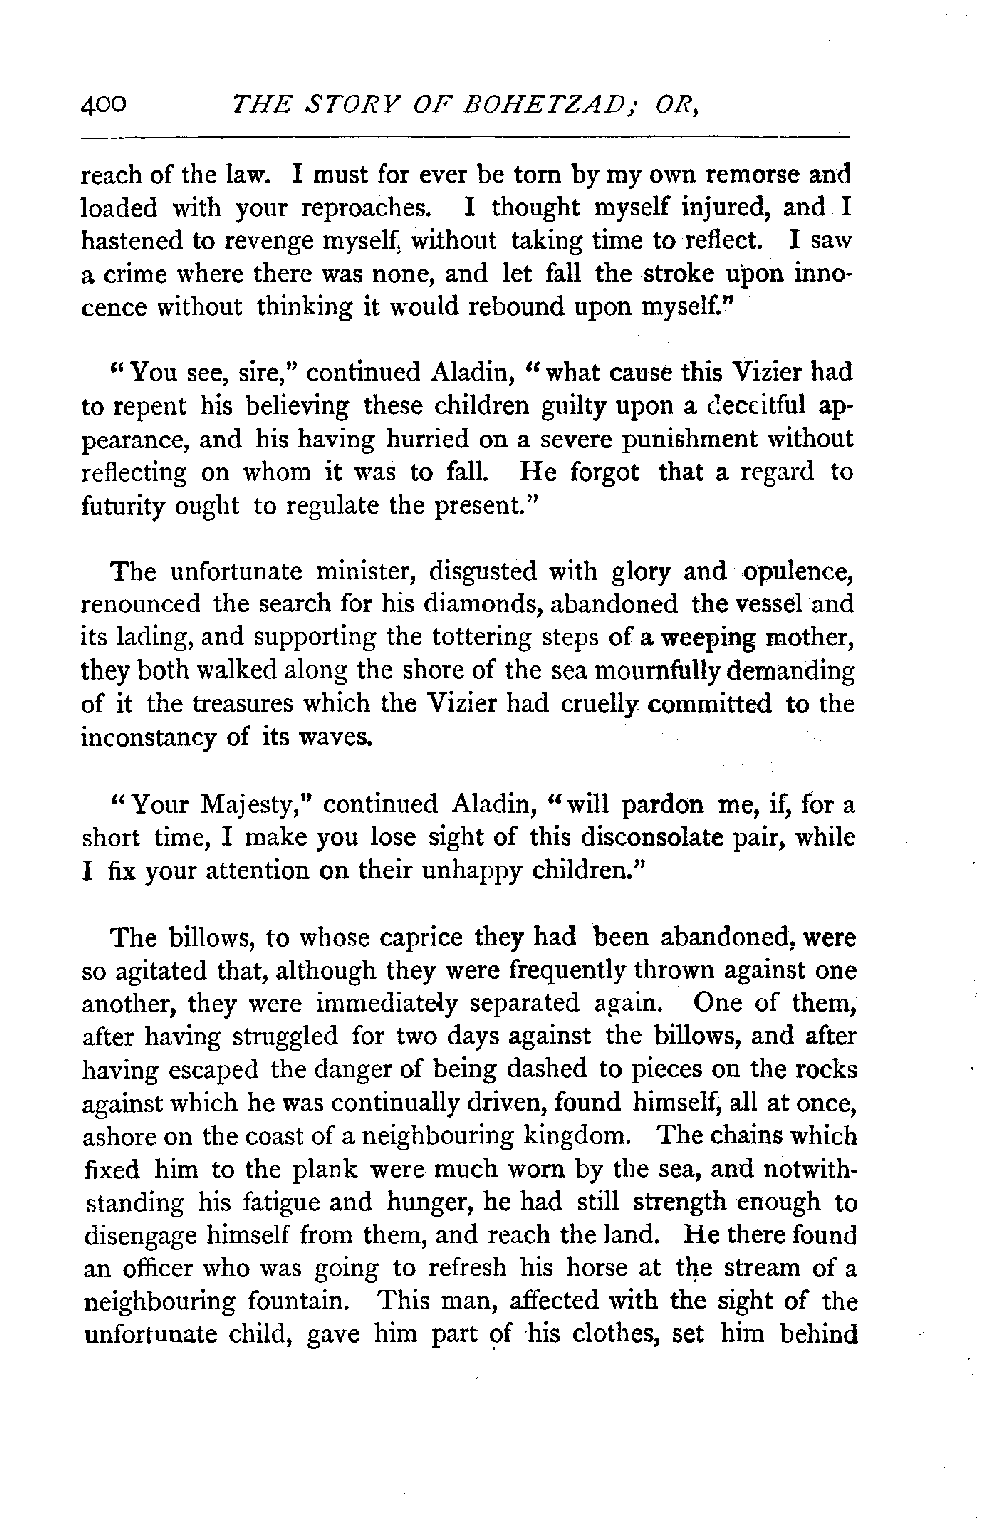 400 THE STORY OF BOHETZAD; OR,
reach of the law. I must for ever be torn by my own remorse and
loaded with your reproaches. I thought myself injured, and I
hastened to revenge myself, without taking time to reflect. I saw
a crime where there was none, and let fall the stroke upon inno-
cence without thinking it would rebound upon myself."
"You see, sire," continued Aladin, "what cause this Vizier had
to repent his believing these children guilty upon a deceitful ap-
pearance, and his having hurried on a severe punishment without
reflecting on whom it was to fall. He forgot that a regard to
futurity ought to regulate the present."
The unfortunate minister, disgusted with glory and opulence,
renounced the search for his diamonds, abandoned the vessel and
its lading, and supporting the tottering steps of a weeping mother,
they both walked along the shore of the sea mournfully demanding
of it the treasures which the Vizier had cruelly committed to the
inconstancy of its waves.
"Your Majesty," continued Aladin, "will pardon me, if, for a
short time, I make you lose sight of this disconsolate pair, while
I fix your attention on their unhappy children."
The billows, to whose caprice they had been abandoned, were
so agitated that, although they were frequently thrown against one
another, they were immediately separated again. One of them,
after having struggled for two days against the billows, and after
having escaped the danger of being dashed to pieces on the rocks
against which he was continually driven, found himself, all at once,
ashore on the coast of a neighbouring kingdom. The chains which
fixed him to the plank were much worn by the sea, and notwith-
standing his fatigue and hunger, he had still strength enough to
disengage himself from them, and reach the land. He there found
an officer who was going to refresh his horse at the stream of a
neighbouring fountain. This man, affected with the sight of the
unfortunate child, gave him part of his clothes, set him behind